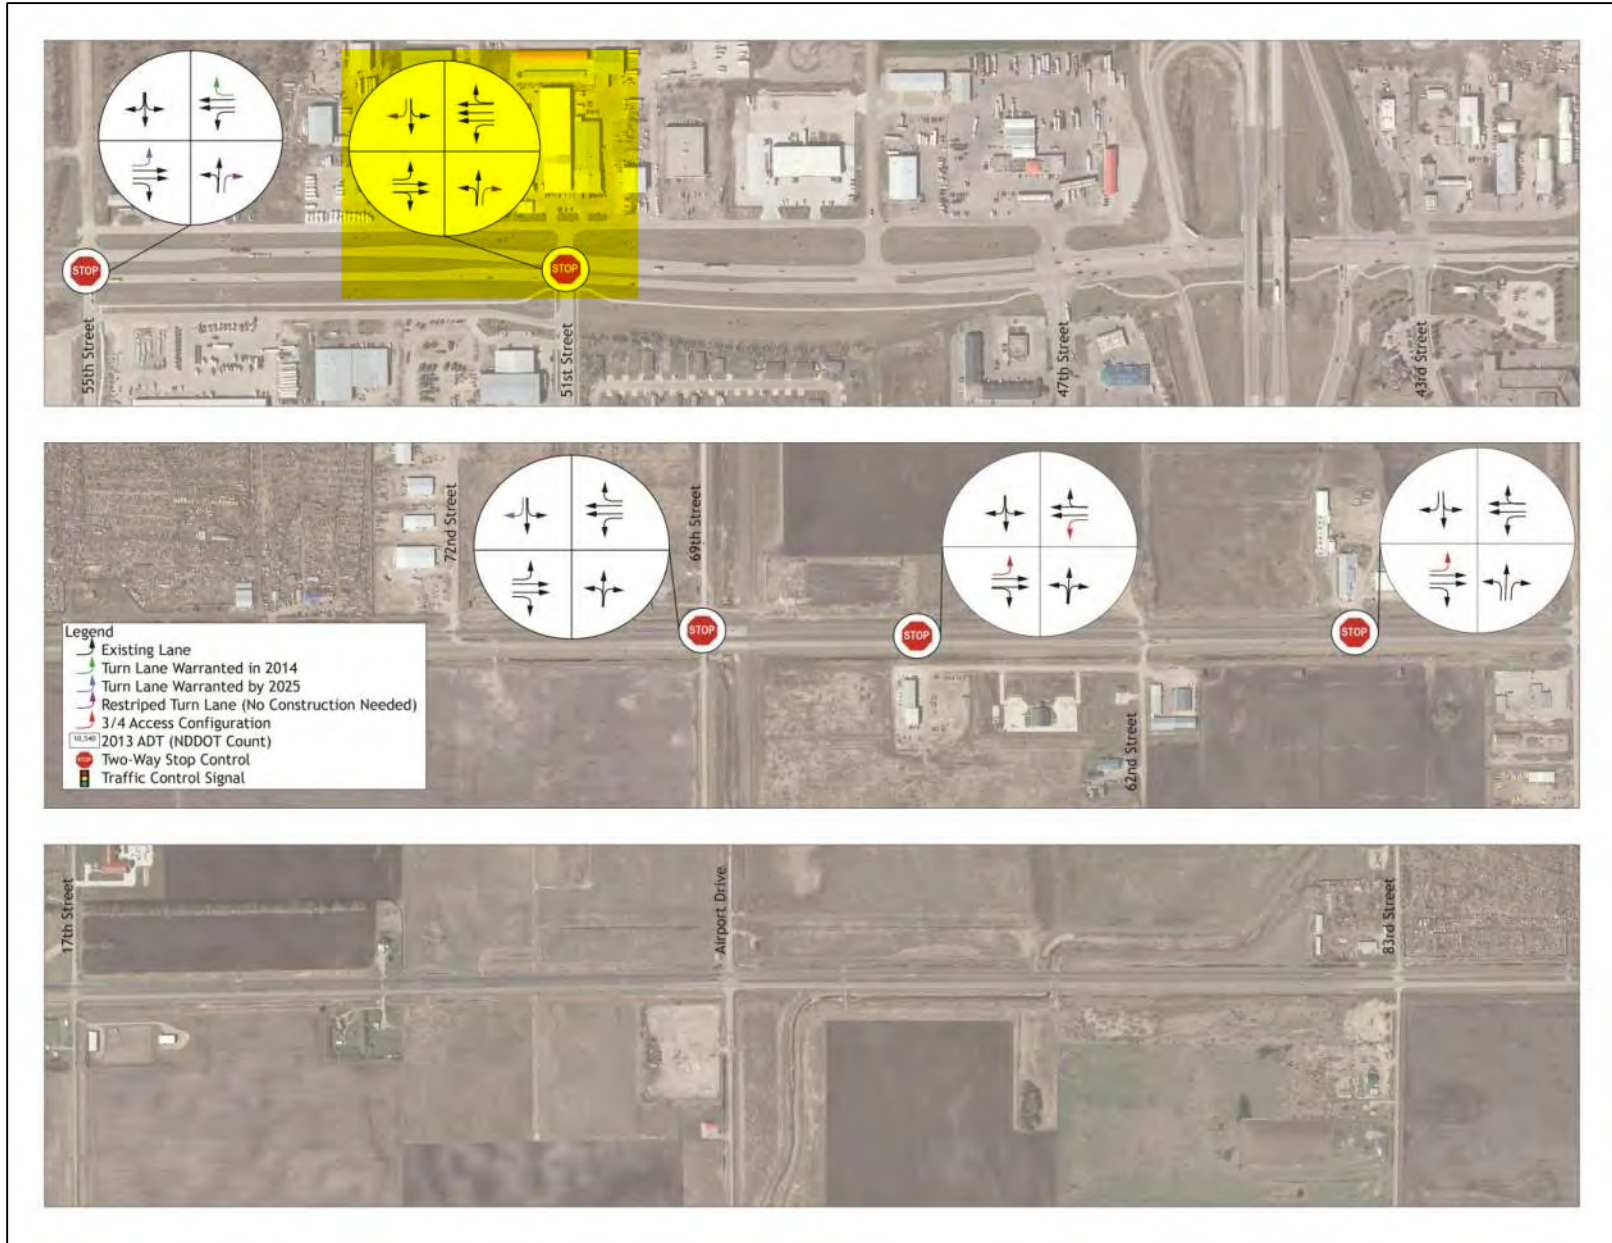 STOP
STOP
55th Street
51st Street
47th Street
43rd Street
72nd Street
69th Street
STOP
STOP
STOP
62nd Street
Legend
Existing Lane
Turn Lane Warranted in 2014
Turn Lane Warranted by 2025
Restriped Turn Lane (No Construction Needed)
3/4 Access Configuration
10,540 2013 ADT (NDDOT Count)
STOP Two-Way Stop Control
Traffic Control Signal
17th Street
Airport Drive
83rd Street